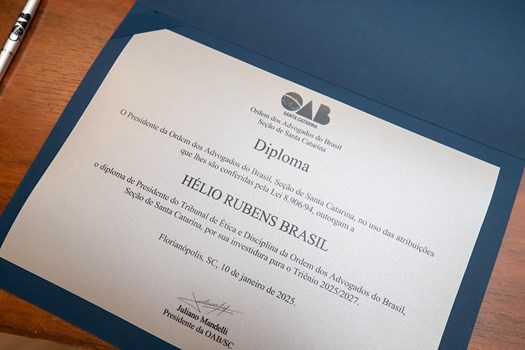 OAB
SANTA CATARINA
Ordem dos Advogados do Brasil
Seção de Santa Catarina
Diploma
O Presidente da Ordem dos Advogados do Brasil, Seção de Santa Catarina, no uso das atribuições
que lhes são conferidas pela Lei 8.906/94, outorgam a
HÉLIO RUBENS BRASIL
o diploma de Presidente do Tribunal de Ética e Disciplina da Ordem dos Advogados do Brasil,
Seção de Santa Catarina, por sua investidura para o Triênio 2025/2027.
Florianópolis, SC, 10 de janeiro de 2025.
Juliano Mandelli
Presidente da OAB/SC